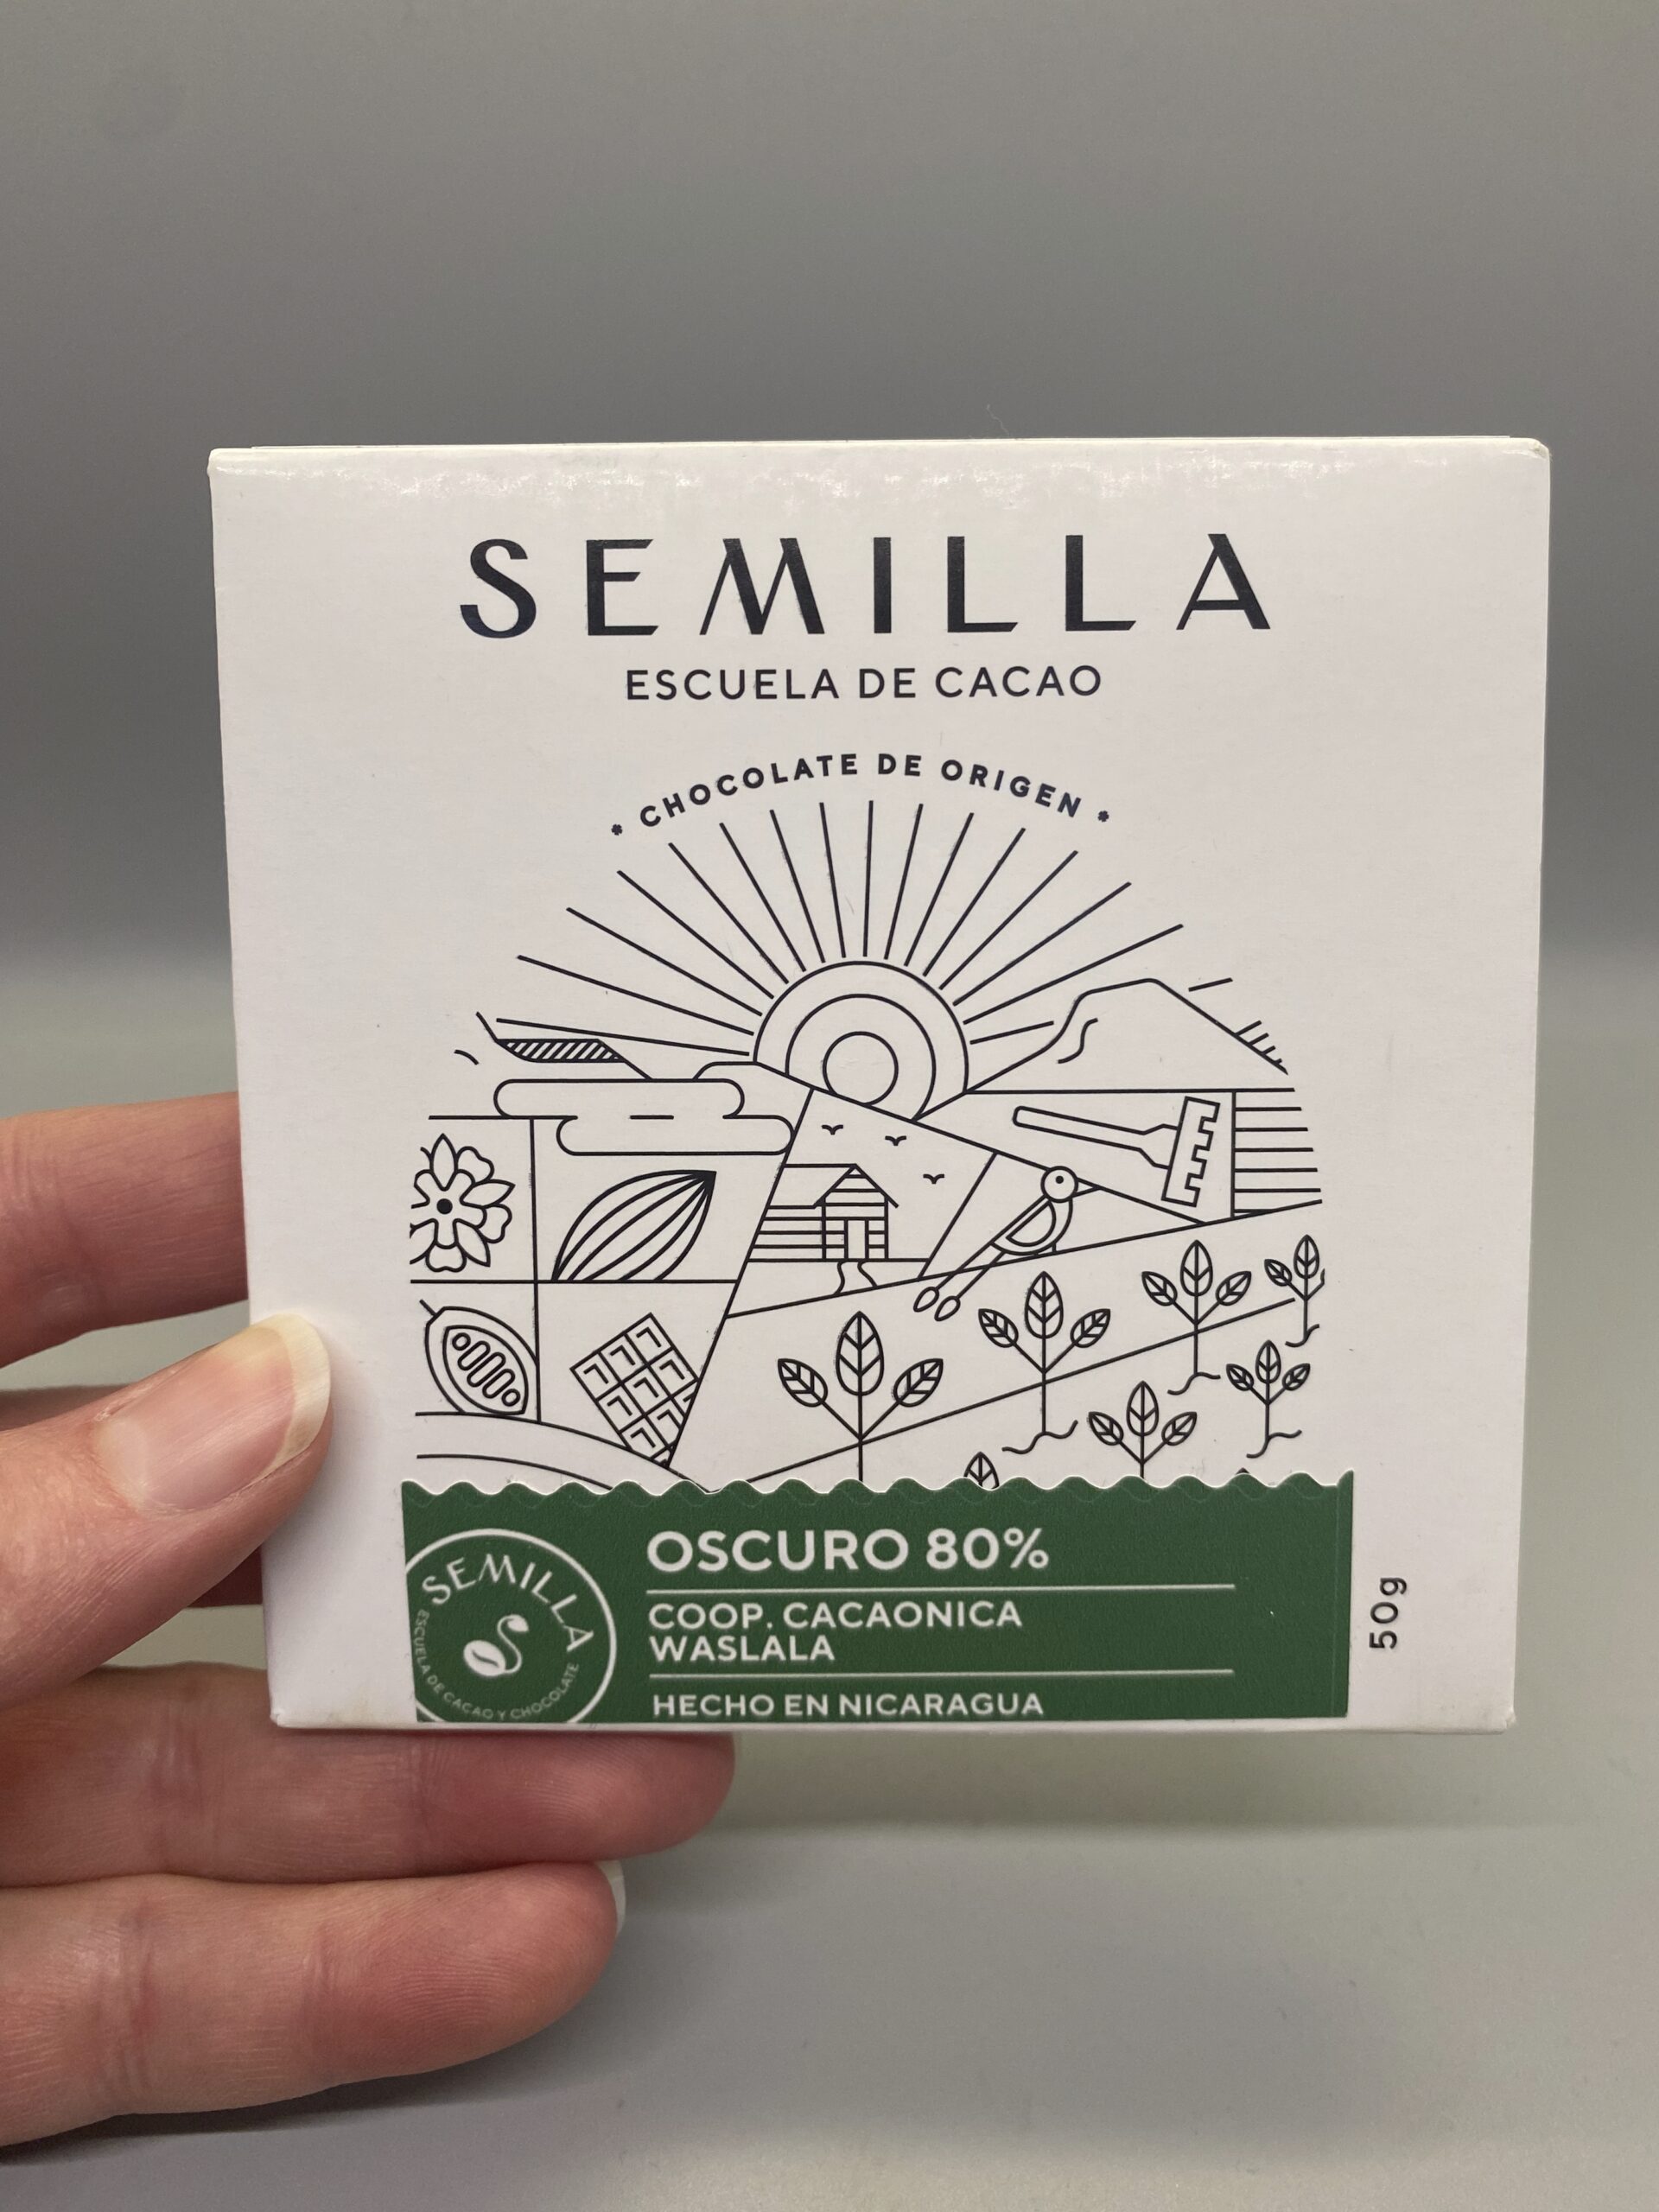 SEMILLA
ESCUELA DE CACAO
* CHOCOLATE DE ORIGEN *
SEMILLA
ESCUELA DE CACAO Y CHOCOLATE
OSCURO 80%
COOP. CACAONICA
WASLALA
HECHO EN NICARAGUA
50g